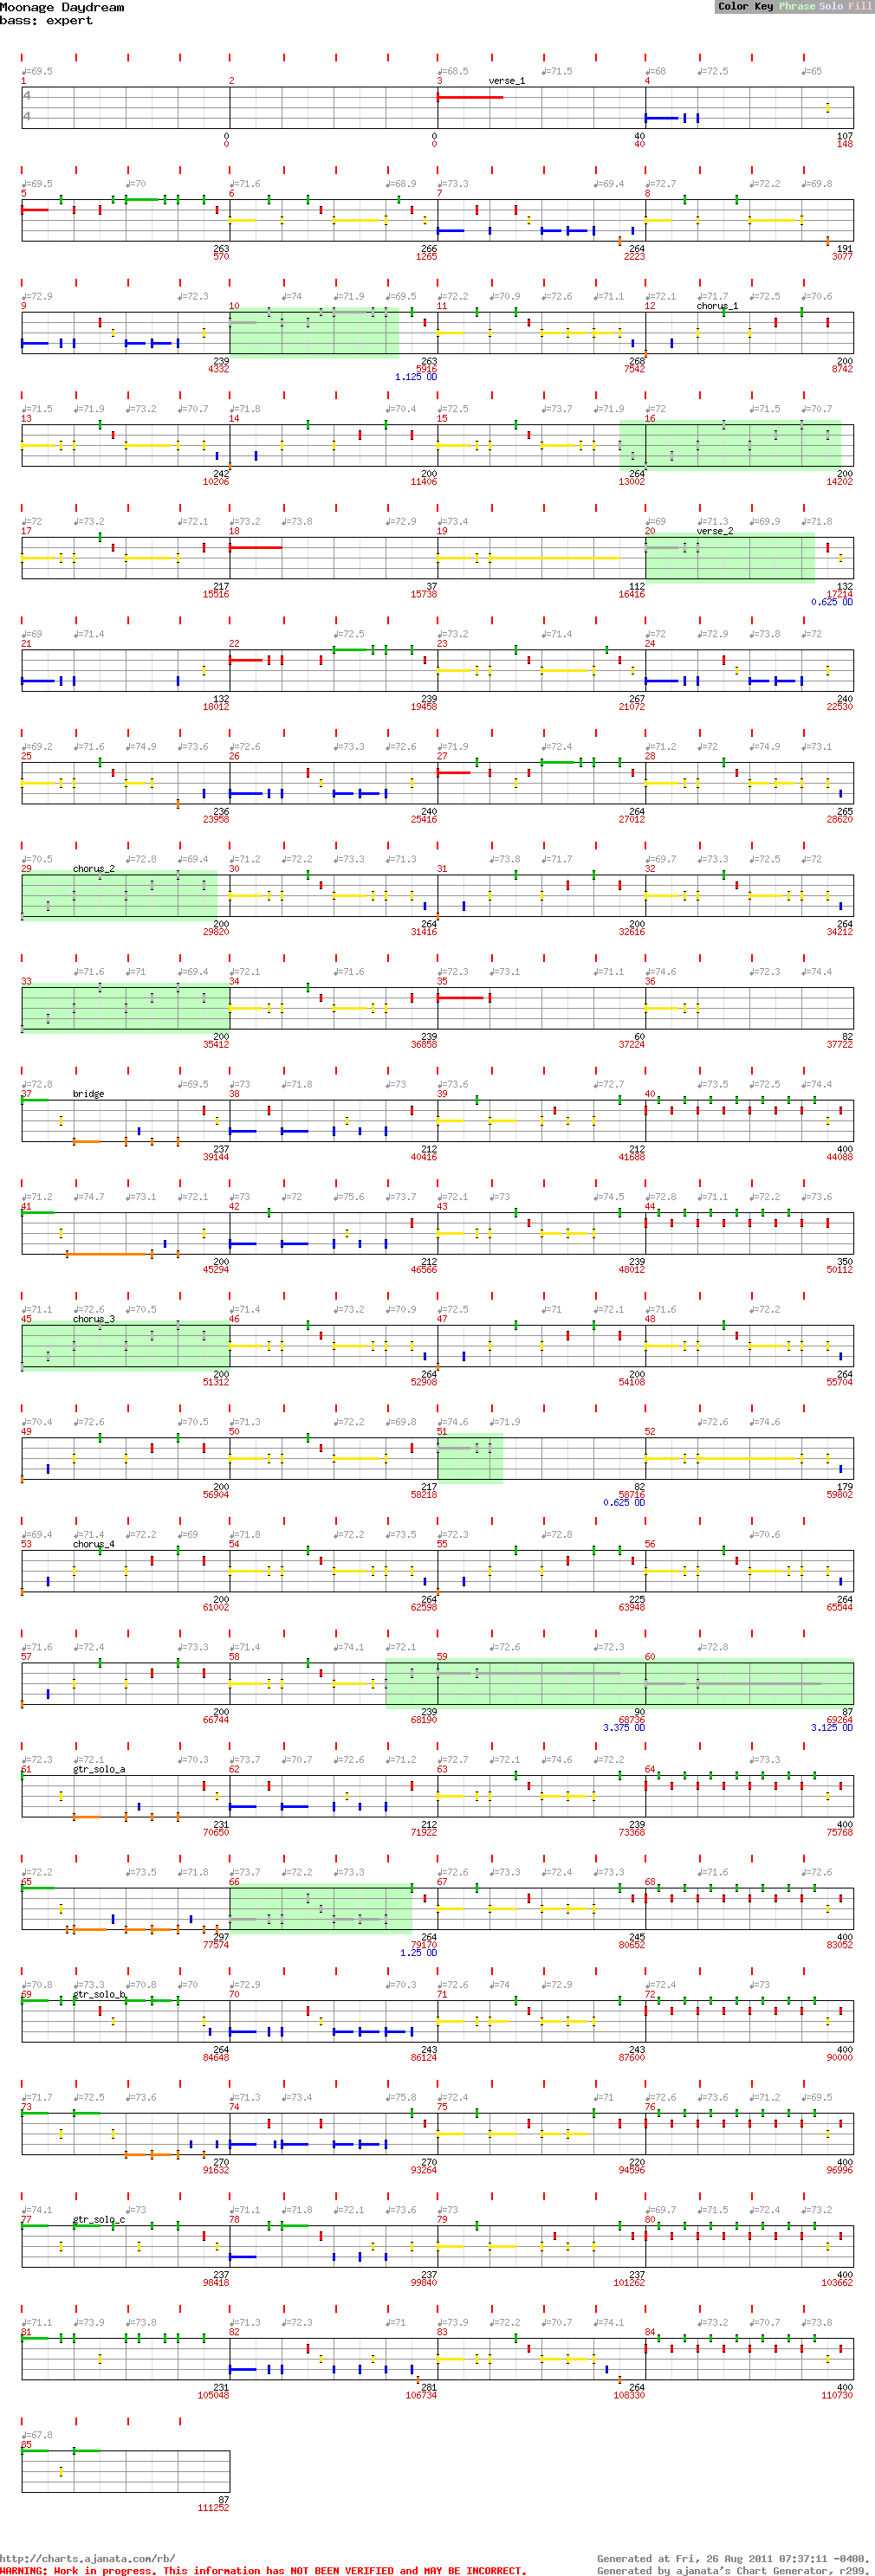 Moonage Daydream
bass: expert
Color Key Phrase Solo Fill
♩=69.5 ♩=68.5 ♩=71.5 ♩=68 ♩=72.5 ♩=65
1 2 3 verse_1 4
4
4
0 0 40 107
0 0 40 148
♩=69.5 ♩=70 ♩=71.6 ♩=68.9 ♩=73.3 ♩=69.4 ♩=72.7 ♩=72.2 ♩=69.8
5 6 7 8
263 266 264 191
570 1265 2223 3077
♩=72.9 ♩=72.3 ♩=74 ♩=71.9 ♩=69.5 ♩=72.2 ♩=70.9 ♩=72.6 ♩=71.1 ♩=72.1 ♩=71.7 ♩=72.5 ♩=70.6
9 10 11 12 chorus_1
239 263 268 200
4332 5916 7542 8742
1.125 OD
♩=71.5 ♩=71.9 ♩=73.2 ♩=70.7 ♩=71.8 ♩=70.4 ♩=72.5 ♩=73.7 ♩=71.9 ♩=72 ♩=71.5 ♩=70.7
13 14 15 16
242 200 264 200
10206 11406 13002 14202
♩=72 ♩=73.2 ♩=72.1 ♩=73.2 ♩=73.8 ♩=72.9 ♩=73.4 ♩=69 ♩=71.3 ♩=69.9 ♩=71.8
17 18 19 20 verse_2
217 37 112 132
15516 15738 16416 17214
0.625 OD
♩=69 ♩=71.4 ♩=72.5 ♩=73.2 ♩=71.4 ♩=72 ♩=72.9 ♩=73.8 ♩=72
21 22 23 24
132 239 267 240
18012 19458 21072 22530
♩=69.2 ♩=71.6 ♩=74.9 ♩=73.6 ♩=72.6 ♩=73.3 ♩=72.6 ♩=71.9 ♩=72.4 ♩=71.2 ♩=72 ♩=74.9 ♩=73.1
25 26 27 28
236 240 264 265
23958 25416 27012 28620
♩=70.5 ♩=72.8 ♩=69.4 ♩=71.2 ♩=72.2 ♩=73.3 ♩=71.3 ♩=73.8 ♩=71.7 ♩=69.7 ♩=73.3 ♩=72.5 ♩=72
29 chorus_2 30 31 32
200 264 200 264
29820 31416 32616 34212
♩=71.6 ♩=71 ♩=69.4 ♩=72.1 ♩=71.6 ♩=72.3 ♩=73.1 ♩=71.1 ♩=72.3 ♩=74.4
33 34 35 36
200 239 60 82
35412 36858 37224 37722
♩=72.8 ♩=69.5 ♩=73 ♩=71.8 ♩=73 ♩=73.6 ♩=72.7 ♩=73.5 ♩=72.5 ♩=74.4
37 bridge 38 39 40
237 212 212 400
39144 40416 41688 44088
♩=71.2 ♩=74.7 ♩=73.1 ♩=72.1 ♩=73 ♩=72 ♩=75.6 ♩=73.7 ♩=72.1 ♩=73 ♩=74.5 ♩=72.8 ♩=71.1 ♩=72.2 ♩=73.6
41 42 43 44
200 212 239 350
45294 46566 48012 50112
♩=71.1 ♩=72.6 ♩=70.5 ♩=71.4 ♩=73.2 ♩=70.9 ♩=72.5 ♩=71 ♩=72.1 ♩=71.6 ♩=72.2
45 chorus_3 46 47 48
200 264 200 264
51312 52908 54108 55704
♩=70.4 ♩=72.6 ♩=70.5 ♩=71.3 ♩=72.2 ♩=69.8 ♩=74.6 ♩=71.9 ♩=72.6 ♩=74.6
49 50 51 52
200 217 82 179
56904 58218 58716 59802
0.625 OD
♩=69.4 ♩=71.4 ♩=72.2 ♩=69 ♩=71.8 ♩=72.2 ♩=73.5 ♩=72.3 ♩=72.8 ♩=70.6
53 chorus_4 54 55 56
200 264 225 264
61002 62598 63948 65544
♩=71.6 ♩=72.4 ♩=73.3 ♩=71.4 ♩=74.1 ♩=72.1 ♩=72.6 ♩=72.3 ♩=72.8
57 58 59 60
200 239 90 87
66744 68190 68736 69264
3.375 OD 3.125 OD
♩=72.3 ♩=72.1 ♩=70.3 ♩=73.7 ♩=70.7 ♩=72.6 ♩=71.2 ♩=72.7 ♩=72.1 ♩=74.6 ♩=72.2 ♩=73.3
61 gtr_solo_a 62 63 64
231 212 239 400
70650 71922 73368 75768
♩=72.2 ♩=73.5 ♩=71.8 ♩=73.7 ♩=72.2 ♩=73.3 ♩=72.6 ♩=73.3 ♩=72.4 ♩=73.3 ♩=71.6 ♩=72.6
65 66 67 68
297 264 245 400
77574 79170 80652 83052
1.25 OD
♩=70.8 ♩=73.3 ♩=70.8 ♩=70 ♩=72.9 ♩=70.3 ♩=72.6 ♩=74 ♩=72.9 ♩=72.4 ♩=73
69 gtr_solo_b 70 71 72
264 243 243 400
84648 86124 87600 90000
♩=71.7 ♩=72.5 ♩=73.6 ♩=71.3 ♩=73.4 ♩=75.8 ♩=72.4 ♩=71 ♩=72.6 ♩=73.6 ♩=71.2 ♩=69.5
73 74 75 76
270 270 220 400
91632 93264 94596 96996
♩=74.1 ♩=73 ♩=71.1 ♩=71.8 ♩=72.1 ♩=73.6 ♩=73 ♩=69.7 ♩=71.5 ♩=72.4 ♩=73.2
77 gtr_solo_c 78 79 80
237 237 237 400
98418 99840 101262 103662
♩=71.1 ♩=73.9 ♩=73.8 ♩=71.3 ♩=72.3 ♩=71 ♩=73.9 ♩=72.2 ♩=70.7 ♩=74.1 ♩=73.2 ♩=70.7 ♩=73.8
81 82 83 84
231 281 264 400
105048 106734 108330 110730
♩=67.8
85
87
111252
http://charts.ajanata.com/rb/
Generated at Fri, 26 Aug 2011 07:37:11 -0400.
WARNING: Work in progress. This information has NOT BEEN VERIFIED and MAY BE INCORRECT.
Generated by ajanata's Chart Generator, r299.